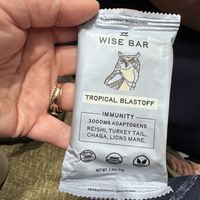 WISE BAR
TROPICAL BLASTOFF
IMMUNITY
3000MG ADAPTOGENS
REISHI, TURKEY TAIL,
CHAGA, LIONS MANE.